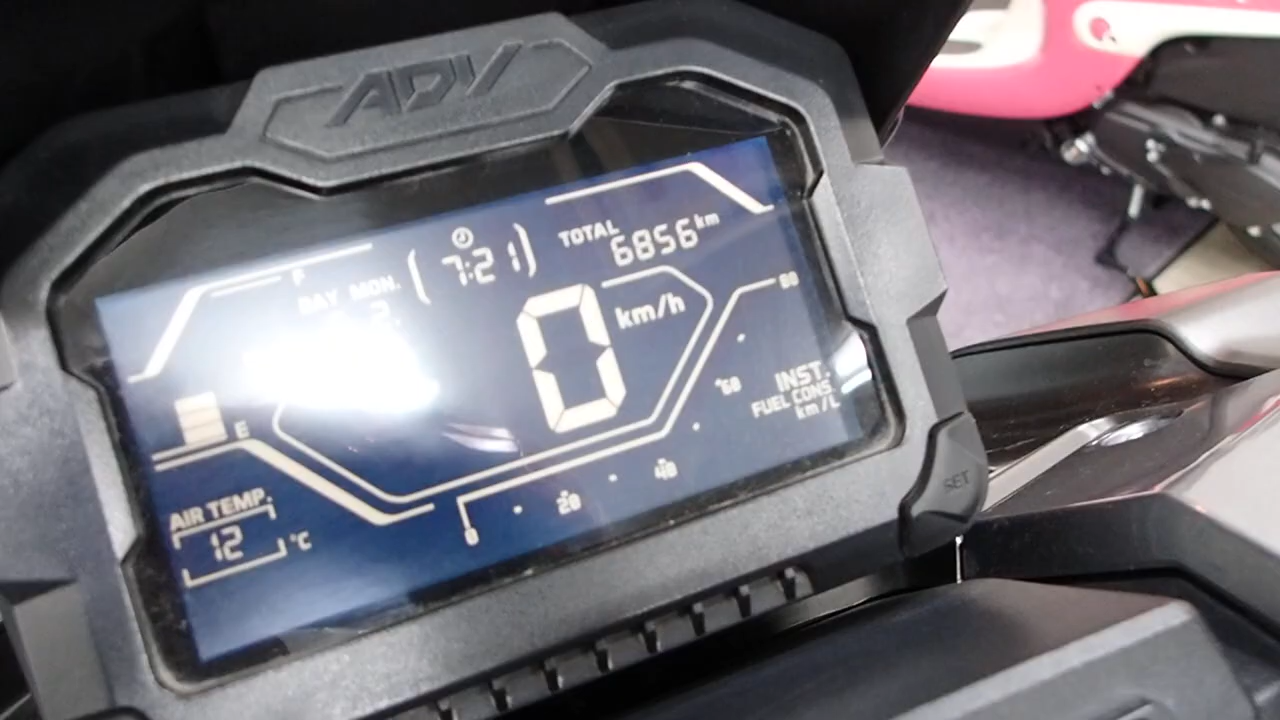 ADV
F
DAY MON.
2.
7:21
TOTAL
6856 km
0
km/h
80
60
INST.
FUEL CONS.
km/L
E
40
20
0
AIR TEMP.
12 °C
SET